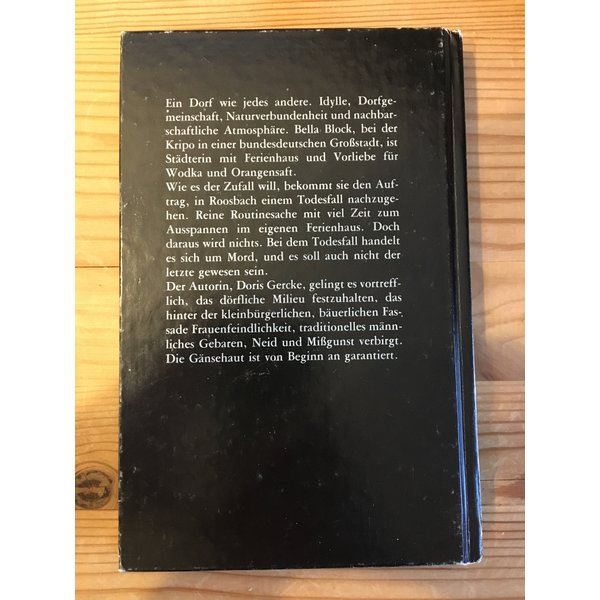 Ein Dorf wie jedes andere. Idylle, Dorfge-
meinschaft, Naturverbundenheit und nachbar-
schaftliche Atmosphäre. Bella Block, bei der
Kripo in einer bundesdeutschen Großstadt, ist
Städterin mit Ferienhaus und Vorliebe für
Wodka und Orangensaft.
Wie es der Zufall will, bekommt sie den Auf-
trag, in Roosbach einem Todesfall nachzuge-
hen. Reine Routinesache mit viel Zeit zum
Ausspannen im eigenen Ferienhaus. Doch
daraus wird nichts. Bei dem Todesfall handelt
es sich um Mord, und es soll auch nicht der
letzte gewesen sein.
Der Autorin, Doris Gercke, gelingt es vortreff-
lich, das dörfliche Milieu festzuhalten, das
hinter der kleinbürgerlichen, bäuerlichen Fas-
sade Frauenfeindlichkeit, traditionelles männ-
liches Gebaren, Neid und Mißgunst verbirgt.
Die Gänsehaut ist von Beginn an garantiert.